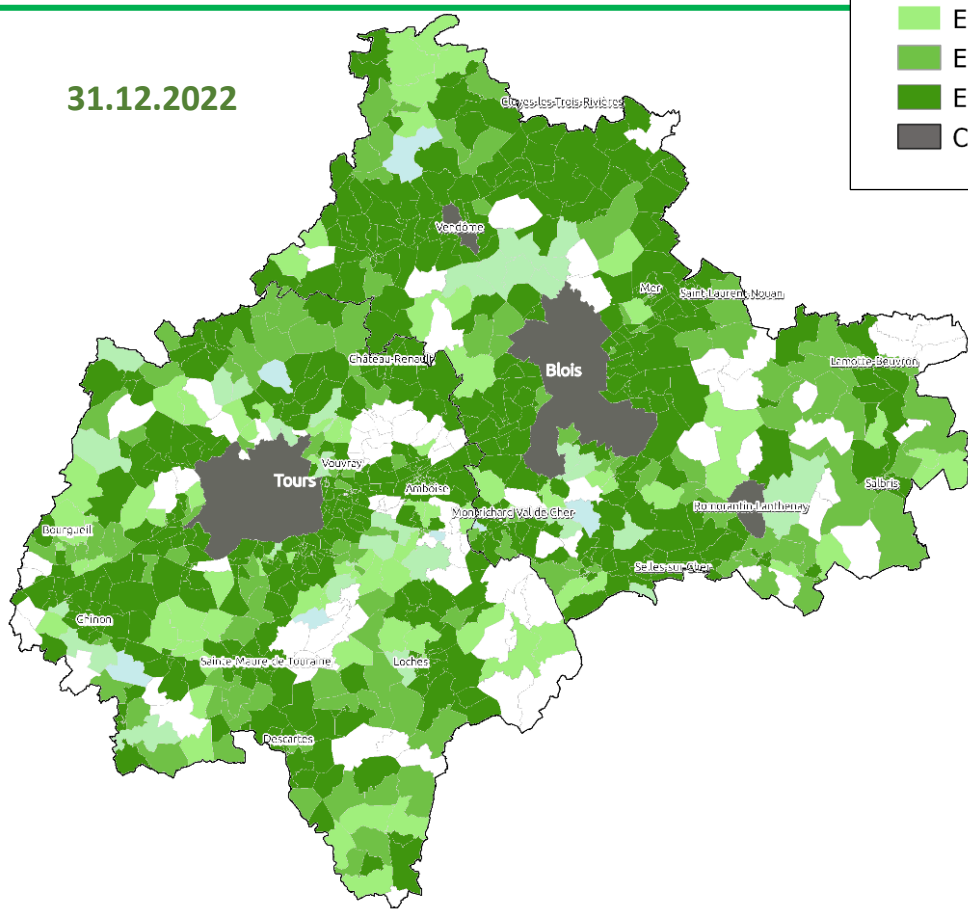 E
E
E
C
31.12.2022
Cloyes-les-Trois-Rivières
Vendôme
Mer
Saint-Laurent-Nouan
Château-Renault
Lamotte-Beuvron
Blois
Vouvray
Tours
Amboise
Salbris
Romorantin-Lanthenay
Montrichard Val de Cher
Bourgueil
Selles-sur-Cher
Chinon
Sainte-Maure-de-Touraine
Loches
Descartes